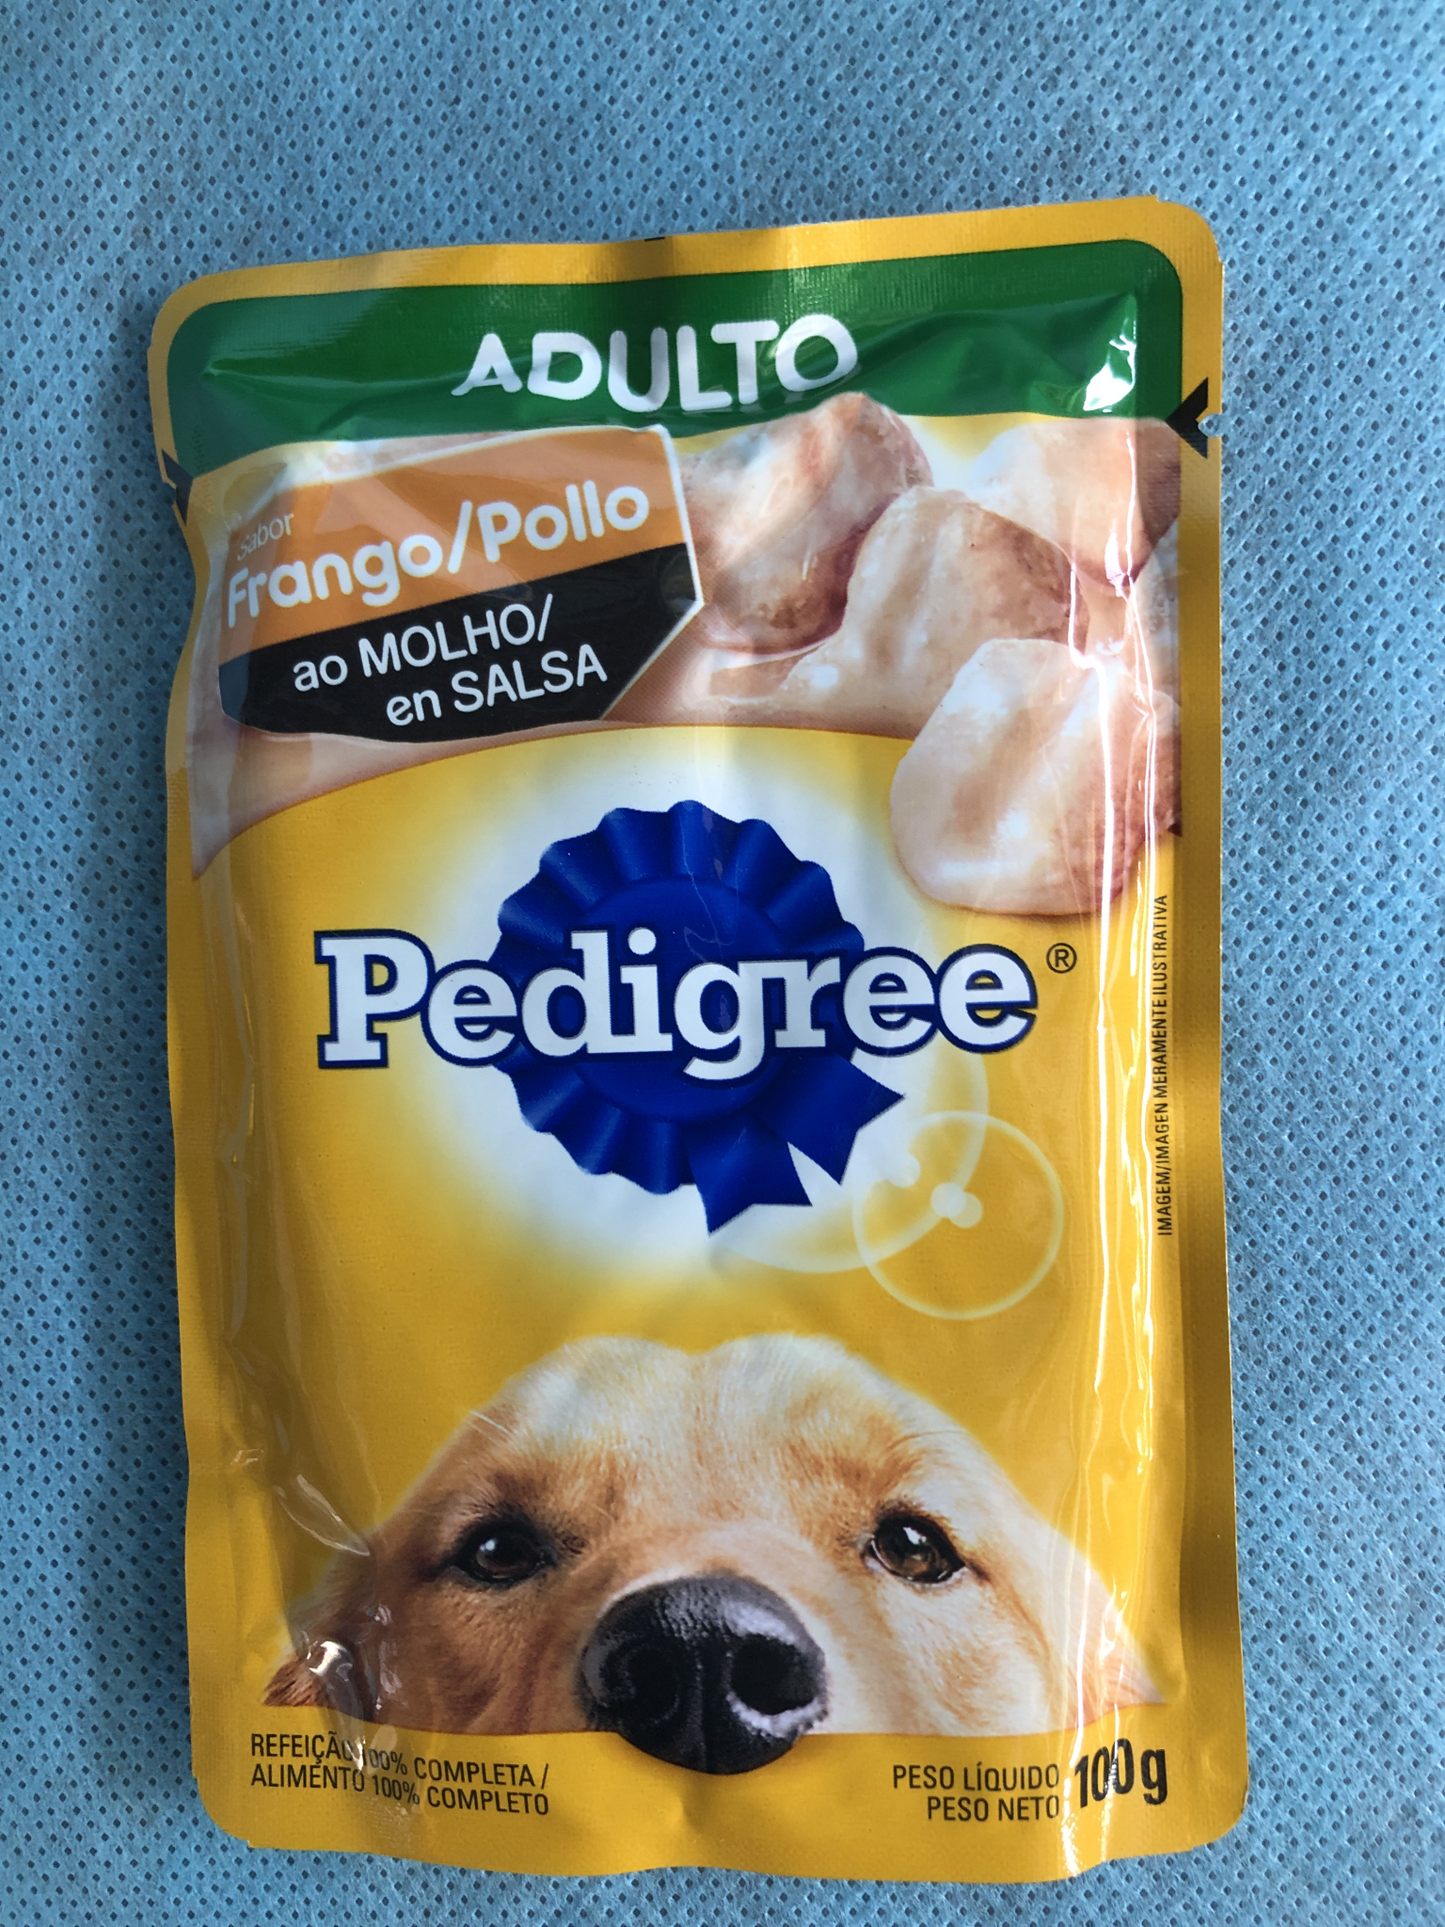 ADULTO
Sabor
Frango/Pollo
ao MOLHO/
en SALSA
Pedigree®
IMAGEM/IMAGEN MERAMENTE ILUSTRATIVA
REFEIÇÃO 100% COMPLETA /
ALIMENTO 100% COMPLETO
PESO LÍQUIDO
PESO NETO
100g